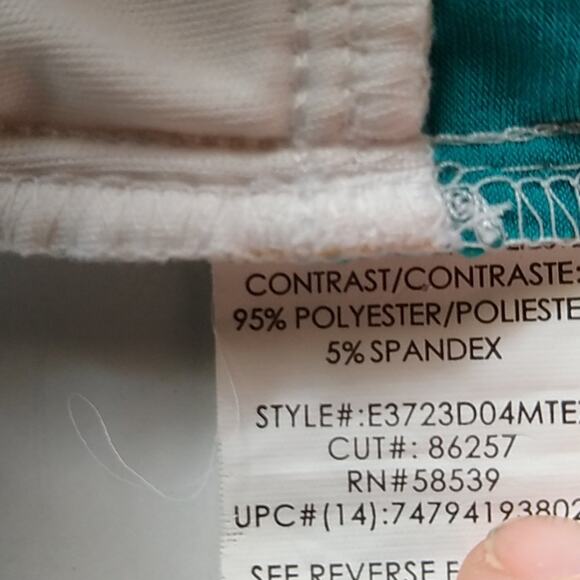 CONTRAST/CONTRASTE:
95% POLYESTER/POLIESTE
5% SPANDEX
STYLE#:E3723D04MTE
CUT#: 86257
RN#58539
UPC#(14):74794193802
SEE REVERSE F